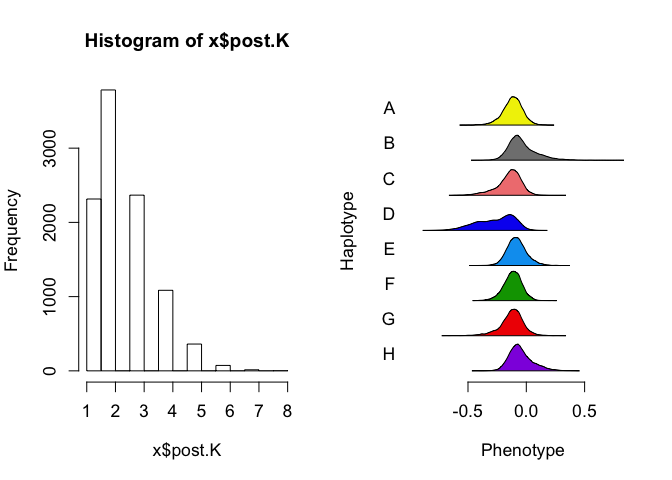 Histogram of x$post.K
Frequency
0
1000
2000
3000
1
2
3
4
5
6
7
8
x$post.K
Haplotype
A
B
C
D
E
F
G
H
-0.5
0.0
0.5
Phenotype